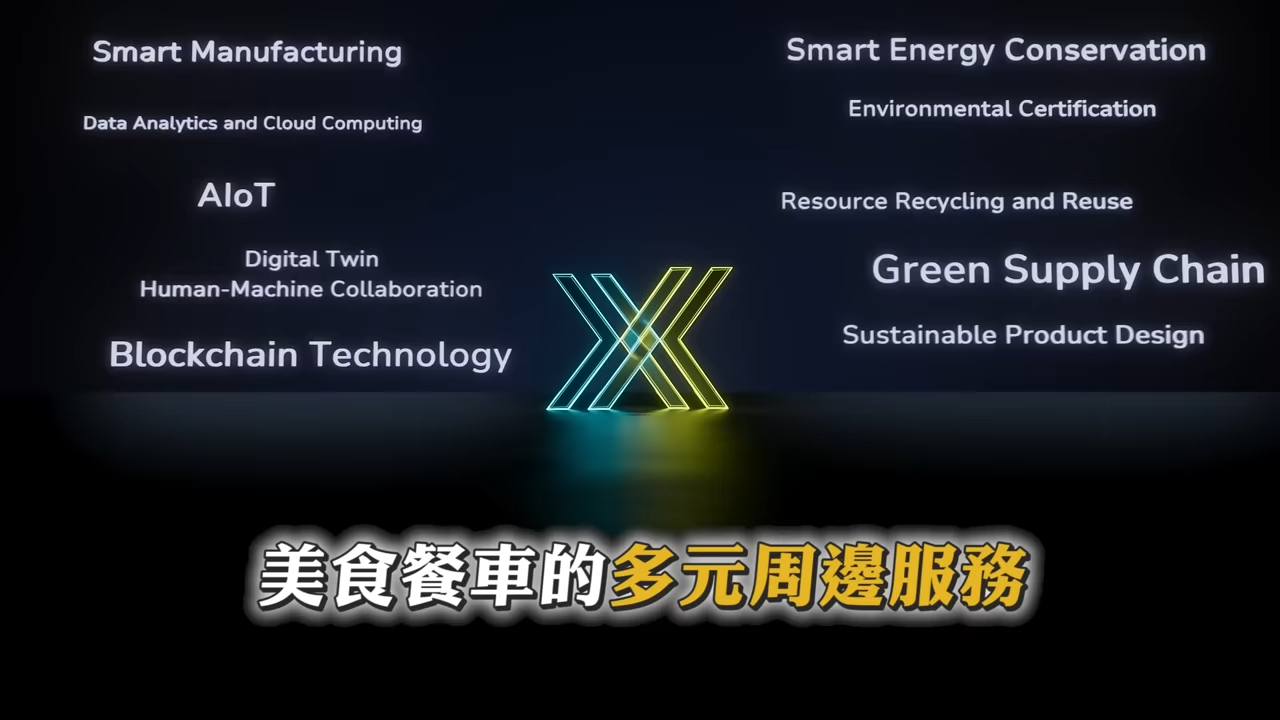 Smart Manufacturing
Data Analytics and Cloud Computing
AIoT
Digital Twin
Human-Machine Collaboration
Blockchain Technology
Smart Energy Conservation
Environmental Certification
Resource Recycling and Reuse
Green Supply Chain
Sustainable Product Design
美食餐車的多元周邊服務